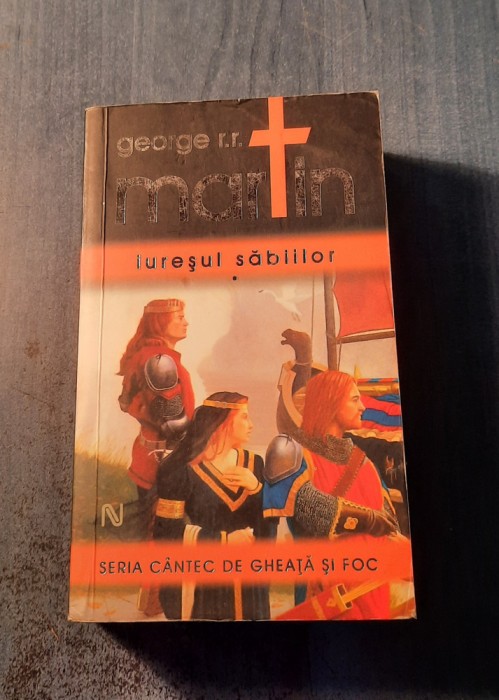 george r.r.
martin
iureşul săbiilor
N
SERIA CÂNTEC DE GHEAŢĂ ŞI FOC